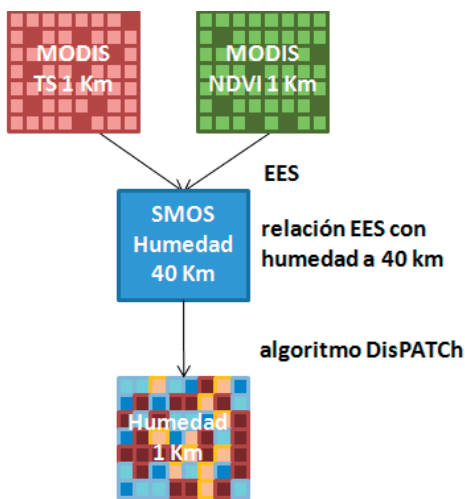 MODIS
TS 1 Km
MODIS
NDVI 1 Km
EES
SMOS
Humedad
40 Km
relación EES con
humedad a 40 km
algoritmo DisPATCh
Humedad
1 Km